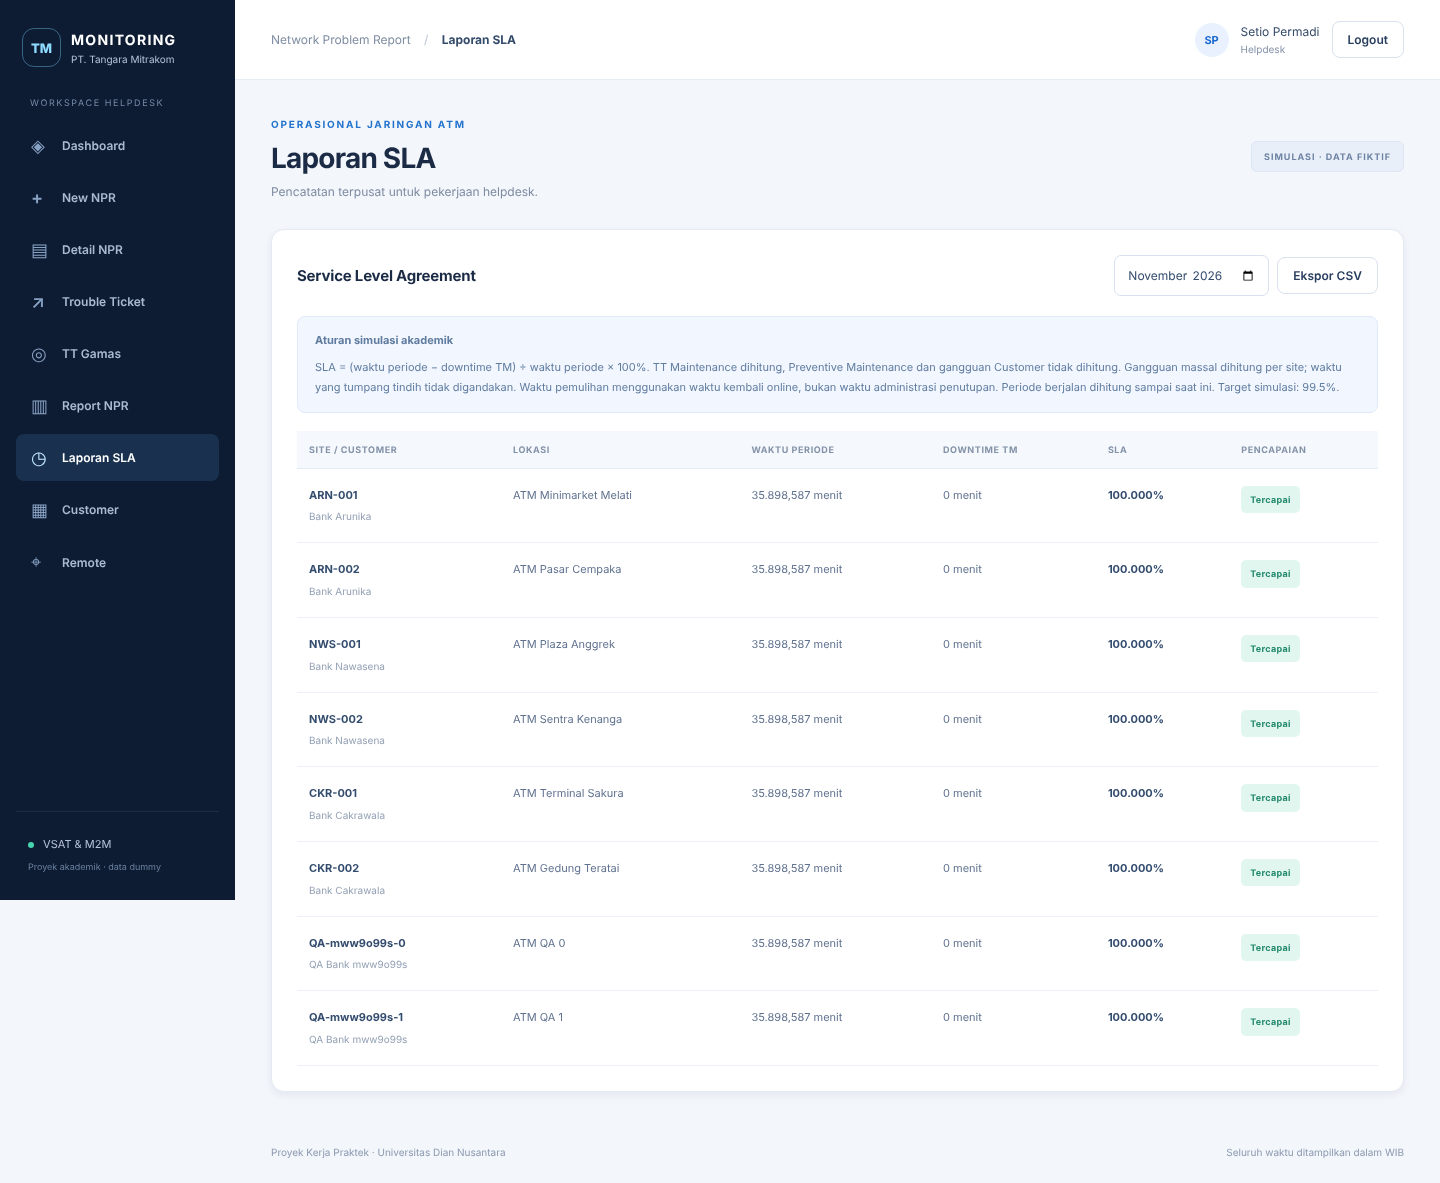 TM
MONITORING
PT. Tangara Mitrakom
WORKSPACE HELPDESK
Dashboard
New NPR
Detail NPR
Trouble Ticket
TT Gamas
Report NPR
Laporan SLA
Customer
Remote
VSAT & M2M
Proyek akademik · data dummy
Network Problem Report / Laporan SLA
SP
Setio Permadi
Helpdesk
Logout
OPERASIONAL JARINGAN ATM
Laporan SLA
Pencatatan terpusat untuk pekerjaan helpdesk.
SIMULASI · DATA FIKTIF
Service Level Agreement
November 2026
Ekspor CSV
Aturan simulasi akademik
SLA = (waktu periode − downtime TM) ÷ waktu periode × 100%. TT Maintenance dihitung, Preventive Maintenance dan gangguan Customer tidak dihitung. Gangguan massal dihitung per site; waktu
yang tumpang tindih tidak digandakan. Waktu pemulihan menggunakan waktu kembali online, bukan waktu administrasi penutupan. Periode berjalan dihitung sampai saat ini. Target simulasi: 99.5%.
SITE / CUSTOMER LOKASI WAKTU PERIODE DOWNTIME TM SLA PENCAPAIAN
ARN-001 ATM Minimarket Melati 35.898,587 menit 0 menit 100.000% Tercapai
Bank Arunika
ARN-002 ATM Pasar Cempaka 35.898,587 menit 0 menit 100.000% Tercapai
Bank Arunika
NWS-001 ATM Plaza Anggrek 35.898,587 menit 0 menit 100.000% Tercapai
Bank Nawasena
NWS-002 ATM Sentra Kenanga 35.898,587 menit 0 menit 100.000% Tercapai
Bank Nawasena
CKR-001 ATM Terminal Sakura 35.898,587 menit 0 menit 100.000% Tercapai
Bank Cakrawala
CKR-002 ATM Gedung Teratai 35.898,587 menit 0 menit 100.000% Tercapai
Bank Cakrawala
QA-mww9o99s-0 ATM QA 0 35.898,587 menit 0 menit 100.000% Tercapai
QA Bank mww9o99s
QA-mww9o99s-1 ATM QA 1 35.898,587 menit 0 menit 100.000% Tercapai
QA Bank mww9o99s
Proyek Kerja Praktek · Universitas Dian Nusantara
Seluruh waktu ditampilkan dalam WIB